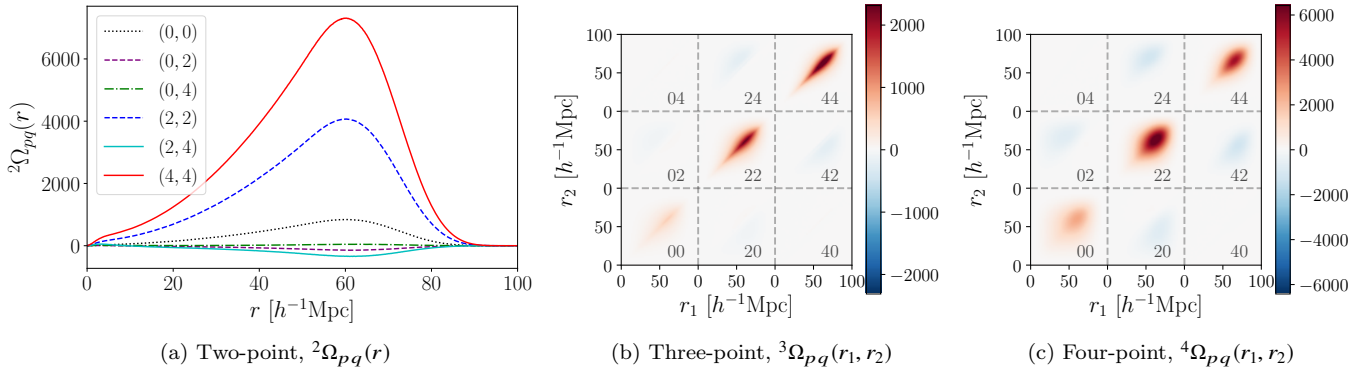 (0, 0)
(0, 2)
(0, 4)
(2, 2)
(2, 4)
(4, 4)
6000
4000
2000
0
²Ω_pq(r)
0 20 40 60 80 100
r [h⁻¹Mpc]
(a) Two-point, ²Ω_pq(r)
100
50
0
50
0
50
0
r₂ [h⁻¹Mpc]
04 24 44
02 22 42
00 20 40
0 50 0 50 0 50 100
r₁ [h⁻¹Mpc]
2000
1000
0
−1000
−2000
(b) Three-point, ³Ω_pq(r₁, r₂)
100
50
0
50
0
50
0
r₂ [h⁻¹Mpc]
04 24 44
02 22 42
00 20 40
0 50 0 50 0 50 100
r₁ [h⁻¹Mpc]
6000
4000
2000
0
−2000
−4000
−6000
(c) Four-point, ⁴Ω_pq(r₁, r₂)